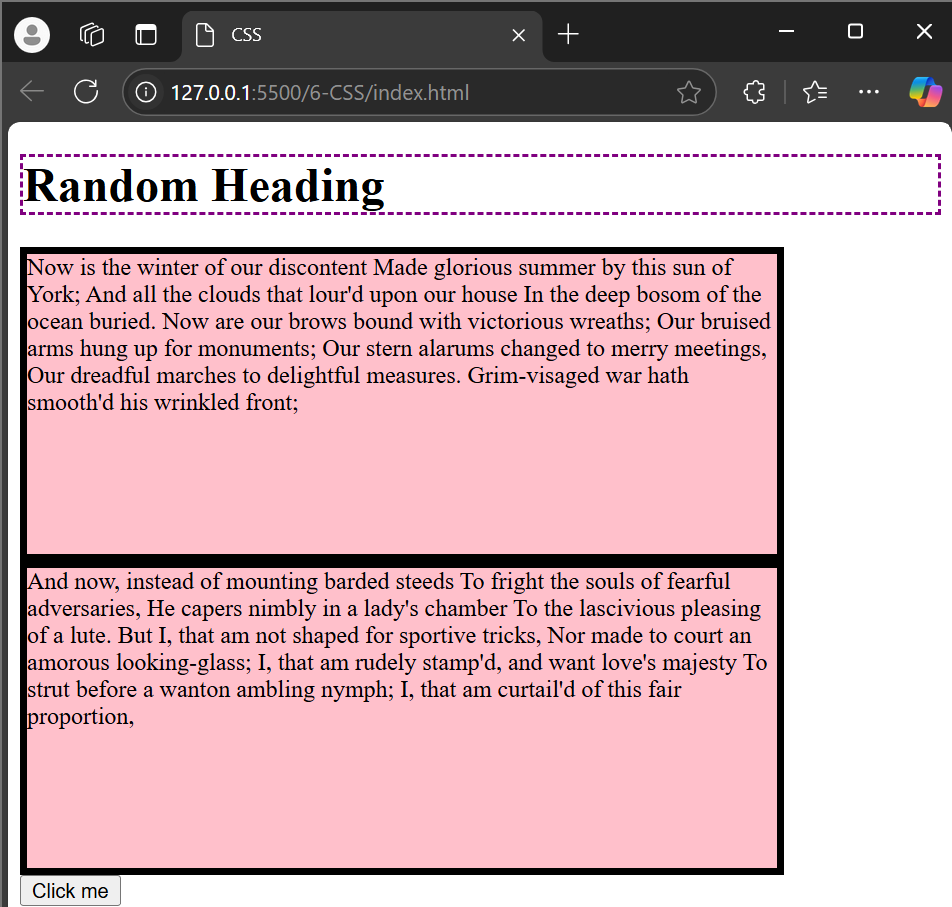 CSS
127.0.0.1:5500/6-CSS/index.html
Random Heading
Now is the winter of our discontent Made glorious summer by this sun of
York; And all the clouds that lour'd upon our house In the deep bosom of the
ocean buried. Now are our brows bound with victorious wreaths; Our bruised
arms hung up for monuments; Our stern alarums changed to merry meetings,
Our dreadful marches to delightful measures. Grim-visaged war hath
smooth'd his wrinkled front;
And now, instead of mounting barded steeds To fright the souls of fearful
adversaries, He capers nimbly in a lady's chamber To the lascivious pleasing
of a lute. But I, that am not shaped for sportive tricks, Nor made to court an
amorous looking-glass; I, that am rudely stamp'd, and want love's majesty To
strut before a wanton ambling nymph; I, that am curtail'd of this fair
proportion,
Click me